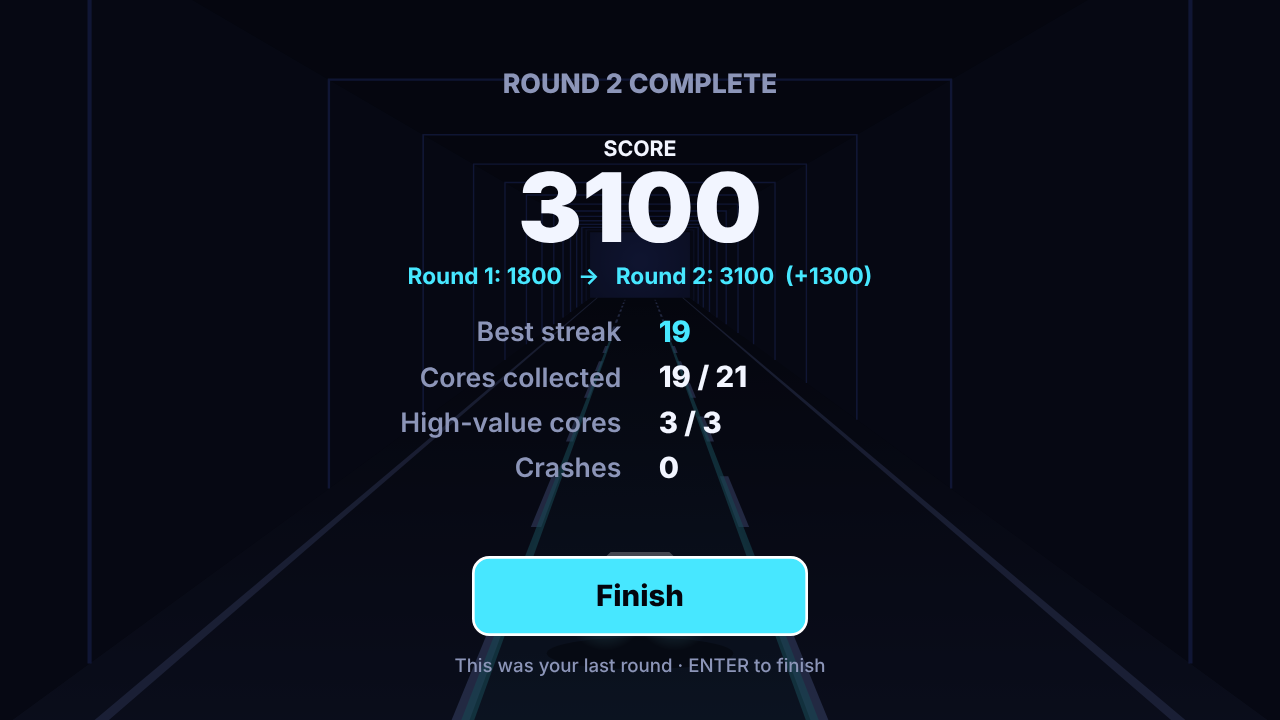 ROUND 2 COMPLETE
SCORE
3100
Round 1: 1800 → Round 2: 3100 (+1300)
Best streak 19
Cores collected 19 / 21
High-value cores 3 / 3
Crashes 0
Finish
This was your last round · ENTER to finish